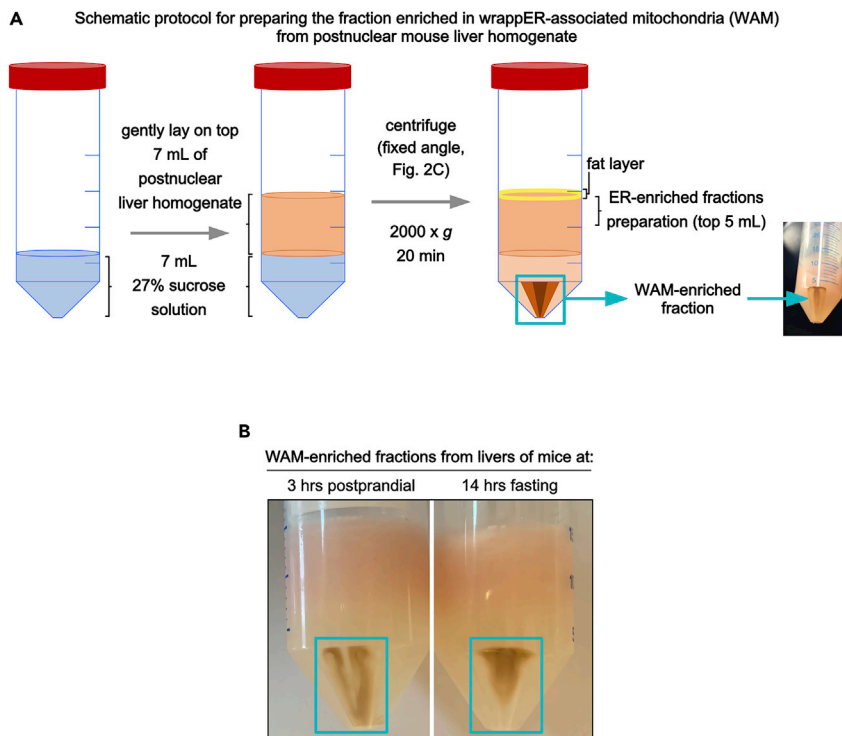 A
Schematic protocol for preparing the fraction enriched in wrappER-associated mitochondria (WAM)
from postnuclear mouse liver homogenate
gently lay on top
7 mL of
postnuclear
liver homogenate
7 mL
27% sucrose
solution
centrifuge
(fixed angle,
Fig. 2C)
2000 x g
20 min
fat layer
ER-enriched fractions
preparation (top 5 mL)
WAM-enriched
fraction
B
WAM-enriched fractions from livers of mice at:
3 hrs postprandial
14 hrs fasting